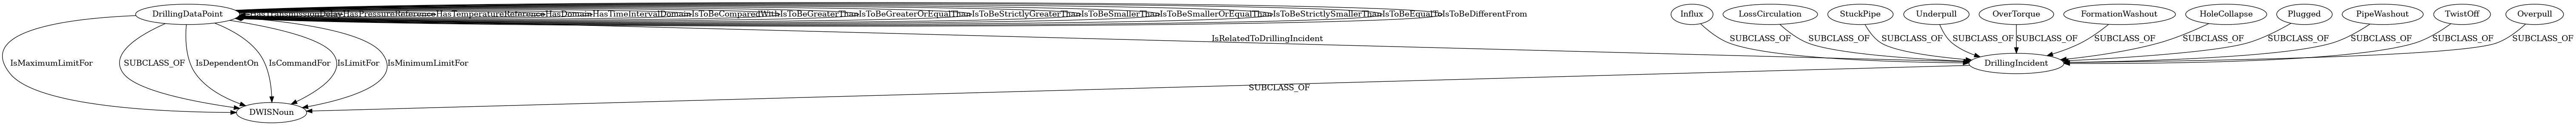 DrillingDataPoint
HasPressureReference
HasTemperatureReference
HasDomain
HasTimeIntervalDomain
IsToBeComparedWith
IsToBeGreaterThan
IsToBeGreaterOrEqualThan
IsToBeStrictlyGreaterThan
IsToBeSmallerThan
IsToBeSmallerOrEqualThan
IsToBeStrictlySmallerThan
IsToBeEqualTo
IsToBeDifferentFrom
Influx
LossCirculation
StuckPipe
Underpull
OverTorque
FormationWashout
HoleCollapse
Plugged
PipeWashout
TwistOff
Overpull
IsRelatedToDrillingIncident
SUBCLASS_OF
SUBCLASS_OF
SUBCLASS_OF
SUBCLASS_OF
SUBCLASS_OF
SUBCLASS_OF
SUBCLASS_OF
SUBCLASS_OF
SUBCLASS_OF
SUBCLASS_OF
SUBCLASS_OF
IsMaximumLimitFor
SUBCLASS_OF
IsDependentOn
IsCommandFor
IsLimitFor
IsMinimumLimitFor
DrillingIncident
SUBCLASS_OF
DWISNoun